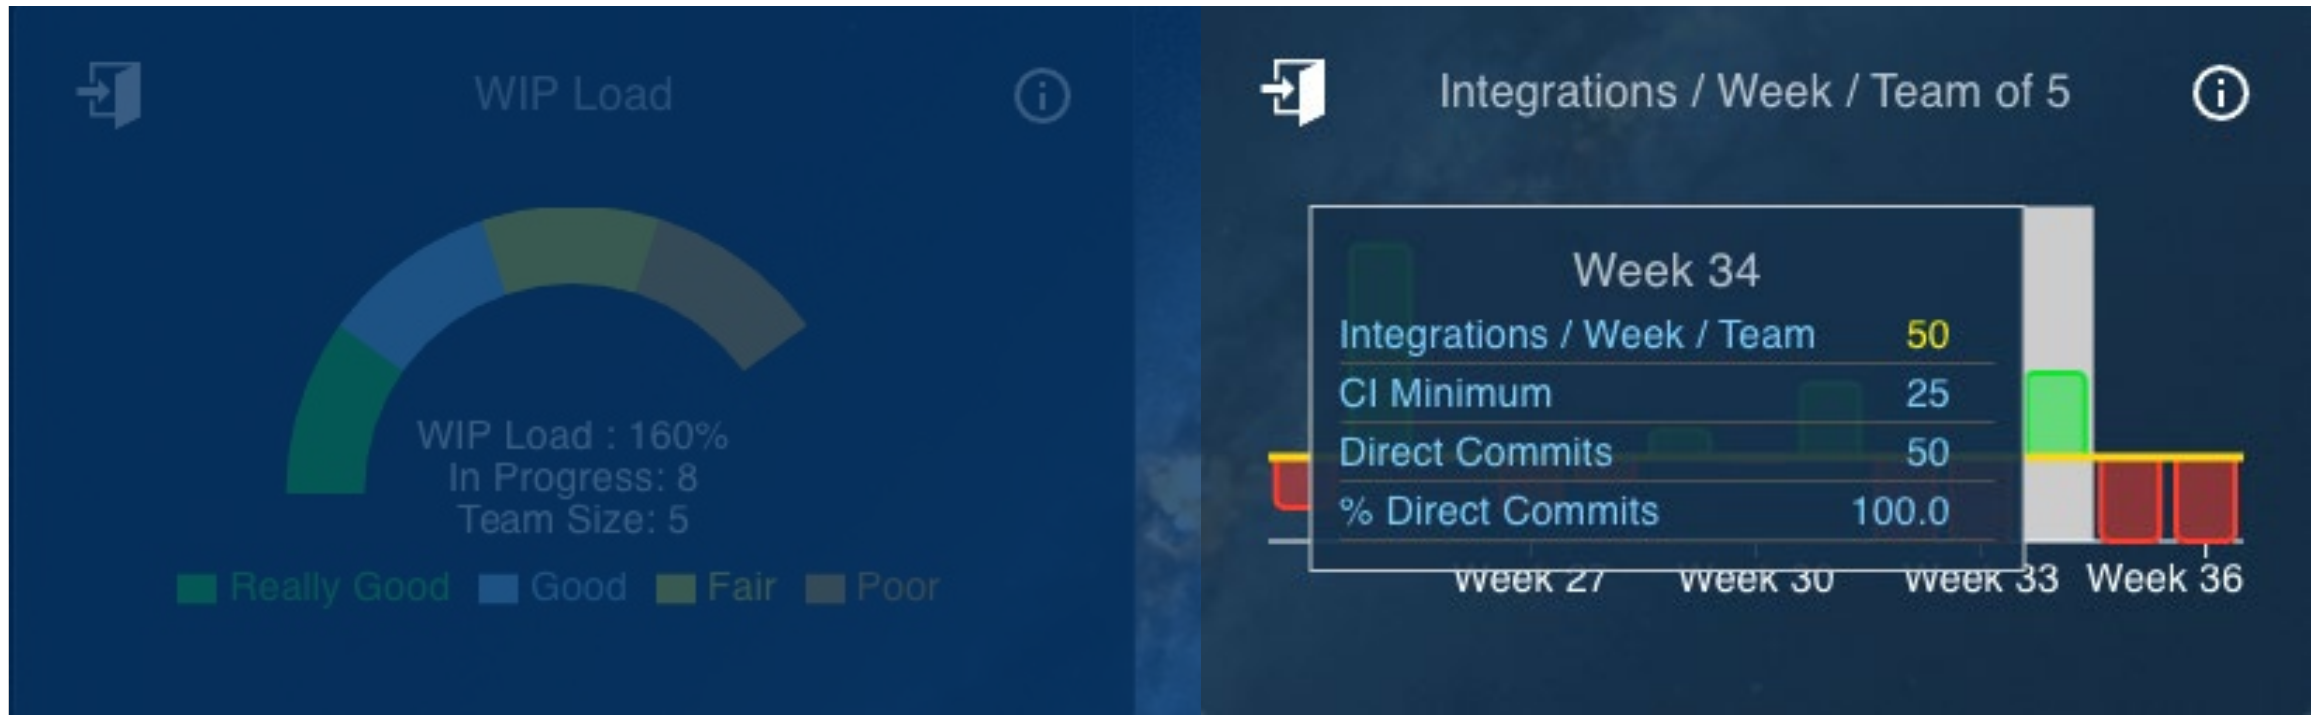 WIP Load
WIP Load : 160%
In Progress: 8
Team Size: 5
Really Good Good Fair Poor
Integrations / Week / Team of 5
Week 34
Integrations / Week / Team 50
CI Minimum 25
Direct Commits 50
% Direct Commits 100.0
Week 27 Week 30 Week 33 Week 36